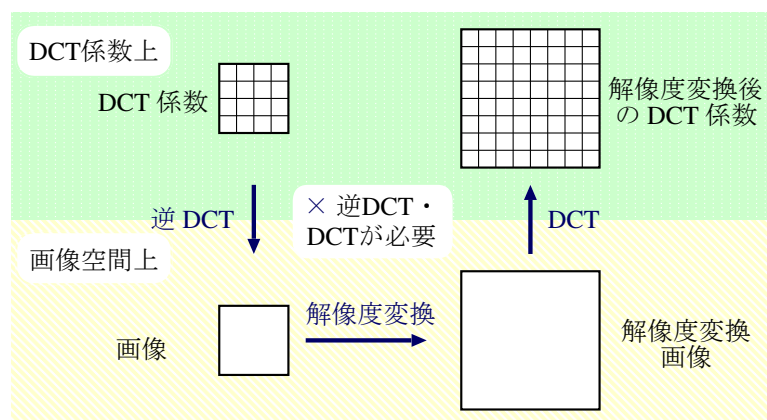 DCT係数上
DCT 係数
解像度変換後
の DCT 係数
逆 DCT
× 逆DCT・
DCTが必要
DCT
画像空間上
画像
解像度変換
解像度変換
画像